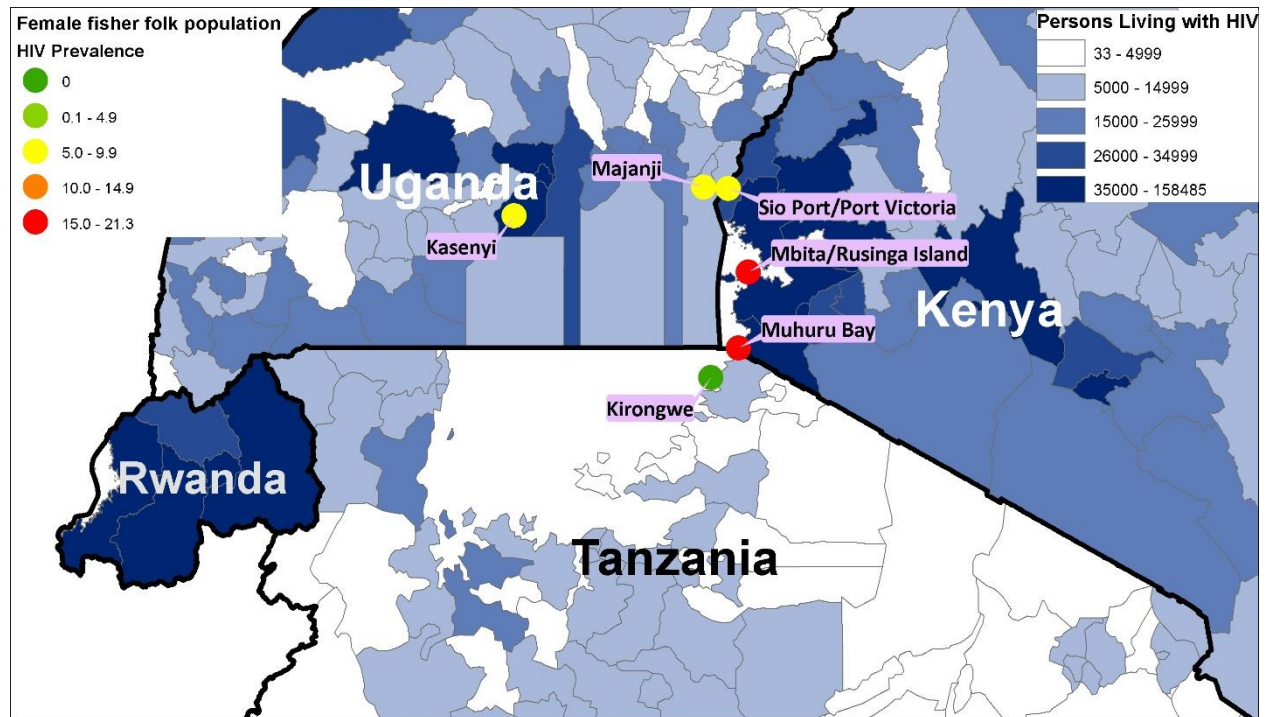 Female fisher folk population
HIV Prevalence
0
0.1 - 4.9
5.0 - 9.9
10.0 - 14.9
15.0 - 21.3
Persons Living with HIV
33 - 4999
5000 - 14999
15000 - 25999
26000 - 34999
35000 - 158485
Majanji
Uganda
Sio Port/Port Victoria
Kasenyi
Mbita/Rusinga Island
Kenya
Muhuru Bay
Kirongwe
Rwanda
Tanzania